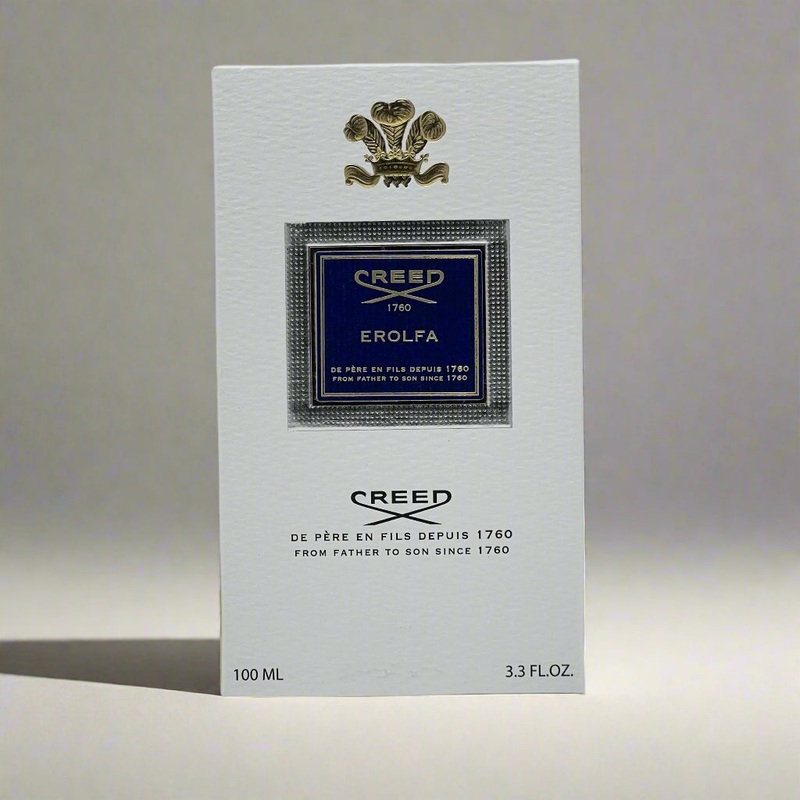 CREED
1760
EROLFA
DE PÈRE EN FILS DEPUIS 1760
FROM FATHER TO SON SINCE 1760
CREED
DE PÈRE EN FILS DEPUIS 1760
FROM FATHER TO SON SINCE 1760
100 ML 3.3 FL.OZ.